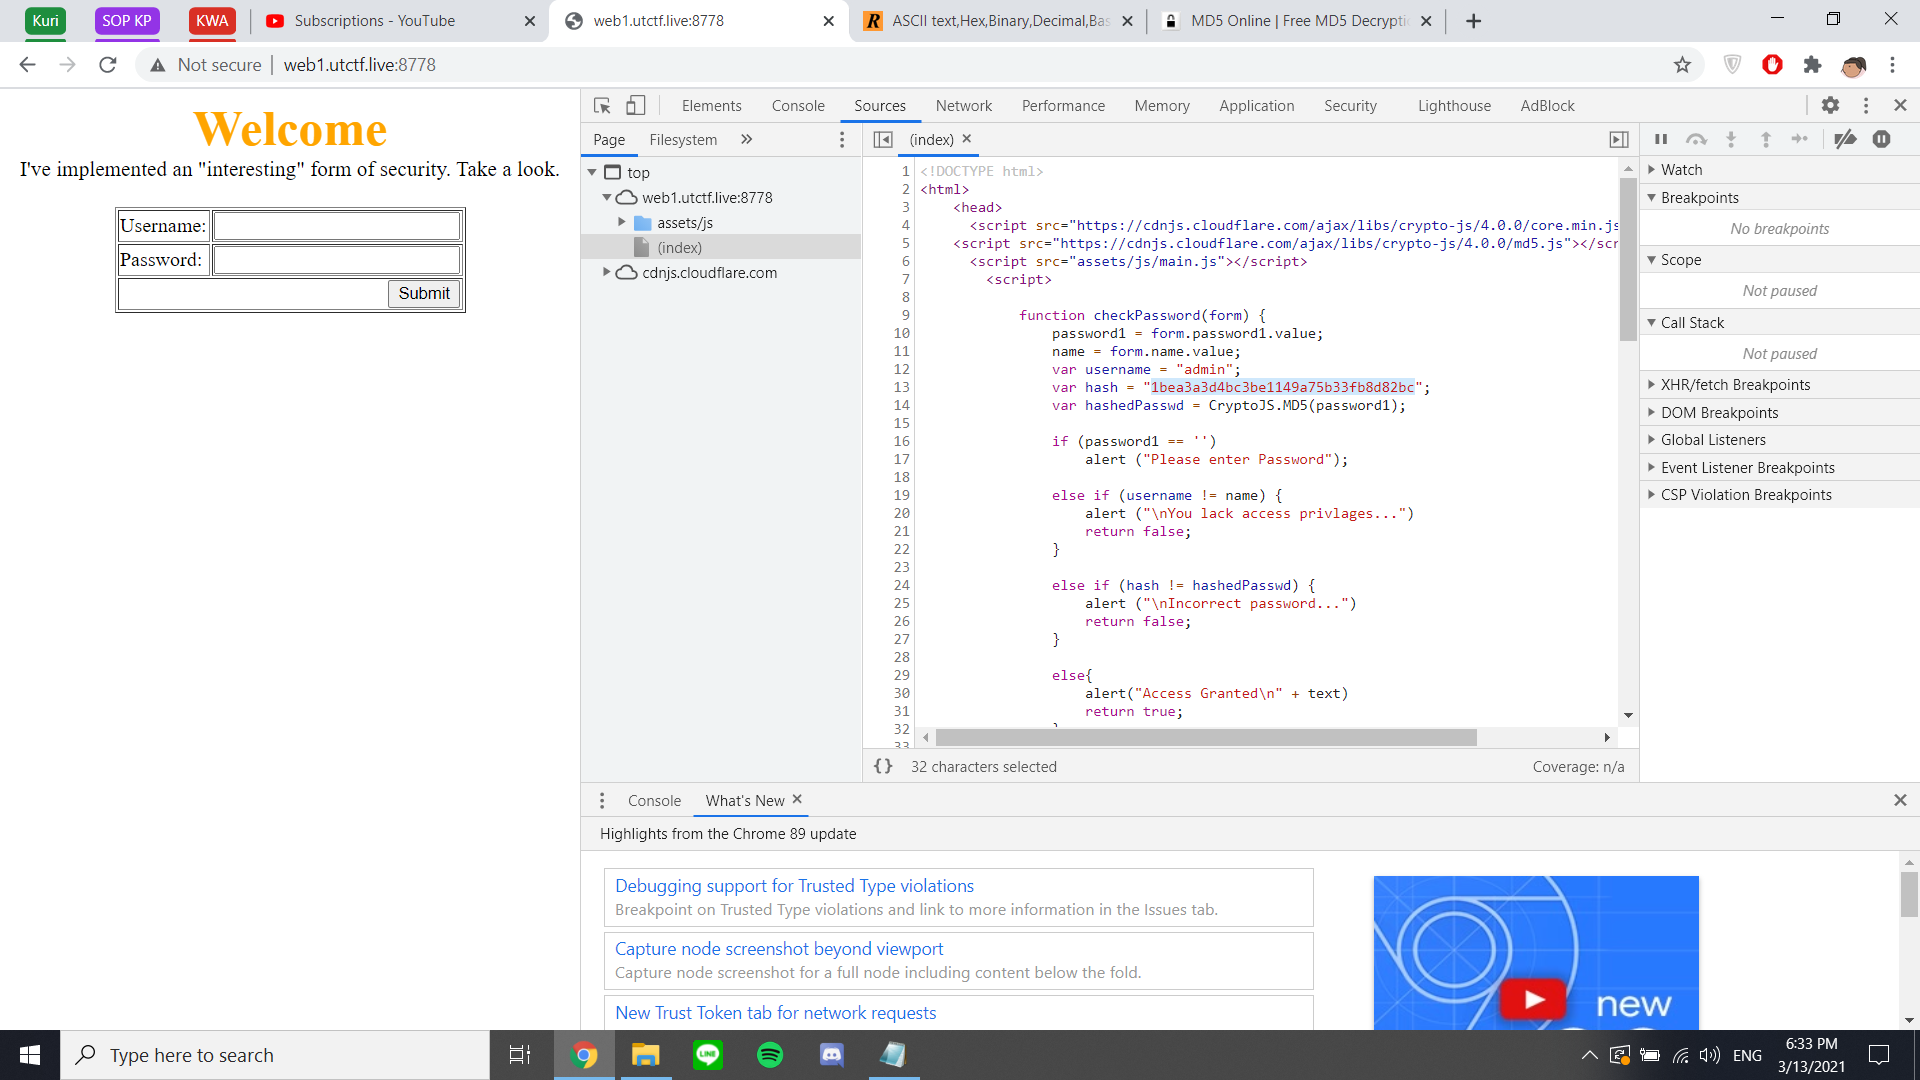 Kuri
SOP KP
KWA
Subscriptions - YouTube
web1.utctf.live:8778
ASCII text,Hex,Binary,Decimal,Bas
MD5 Online | Free MD5 Decrypti
Not secure
web1.utctf.live:8778
Welcome
I've implemented an "interesting" form of security. Take a look.
Username:
Password:
Submit
Elements
Console
Sources
Network
Performance
Memory
Application
Security
Lighthouse
AdBlock
Page
Filesystem
top
web1.utctf.live:8778
assets/js
(index)
cdnjs.cloudflare.com
(index)
1 <!DOCTYPE html>
2 <html>
3 <head>
4 <script src="https://cdnjs.cloudflare.com/ajax/libs/crypto-js/4.0.0/core.min.js
5 <script src="https://cdnjs.cloudflare.com/ajax/libs/crypto-js/4.0.0/md5.js"></scr
6 <script src="assets/js/main.js"></script>
7 <script>
8
9 function checkPassword(form) {
10 password1 = form.password1.value;
11 name = form.name.value;
12 var username = "admin";
13 var hash = "1bea3a3d4bc3be1149a75b33fb8d82bc";
14 var hashedPasswd = CryptoJS.MD5(password1);
15
16 if (password1 == '')
17 alert ("Please enter Password");
18
19 else if (username != name) {
20 alert ("\nYou lack access privlages...")
21 return false;
22 }
23
24 else if (hash != hashedPasswd) {
25 alert ("\nIncorrect password...")
26 return false;
27 }
28
29 else{
30 alert("Access Granted\n" + text)
31 return true;
32 }
33
{} 32 characters selected
Coverage: n/a
Watch
Breakpoints
No breakpoints
Scope
Not paused
Call Stack
Not paused
XHR/fetch Breakpoints
DOM Breakpoints
Global Listeners
Event Listener Breakpoints
CSP Violation Breakpoints
Console
What's New
Highlights from the Chrome 89 update
Debugging support for Trusted Type violations
Breakpoint on Trusted Type violations and link to more information in the Issues tab.
Capture node screenshot beyond viewport
Capture node screenshot for a full node including content below the fold.
New Trust Token tab for network requests
new
Type here to search
LINE
ENG
6:33 PM
3/13/2021